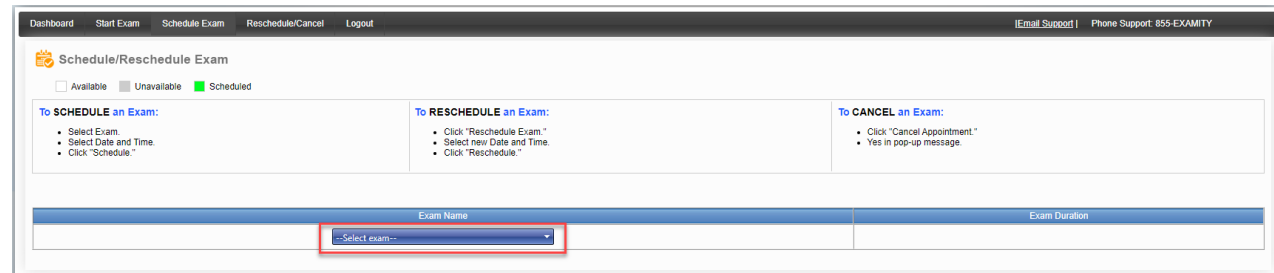 Dashboard Start Exam Schedule Exam Reschedule/Cancel Logout |Email Support| Phone Support: 855-EXAMITY
Schedule/Reschedule Exam
Available Unavailable Scheduled
To SCHEDULE an Exam:
• Select Exam.
• Select Date and Time.
• Click "Schedule."
To RESCHEDULE an Exam:
• Click "Reschedule Exam."
• Select new Date and Time.
• Click "Reschedule."
To CANCEL an Exam:
• Click "Cancel Appointment."
• Yes in pop-up message.
Exam Name Exam Duration
--Select exam--